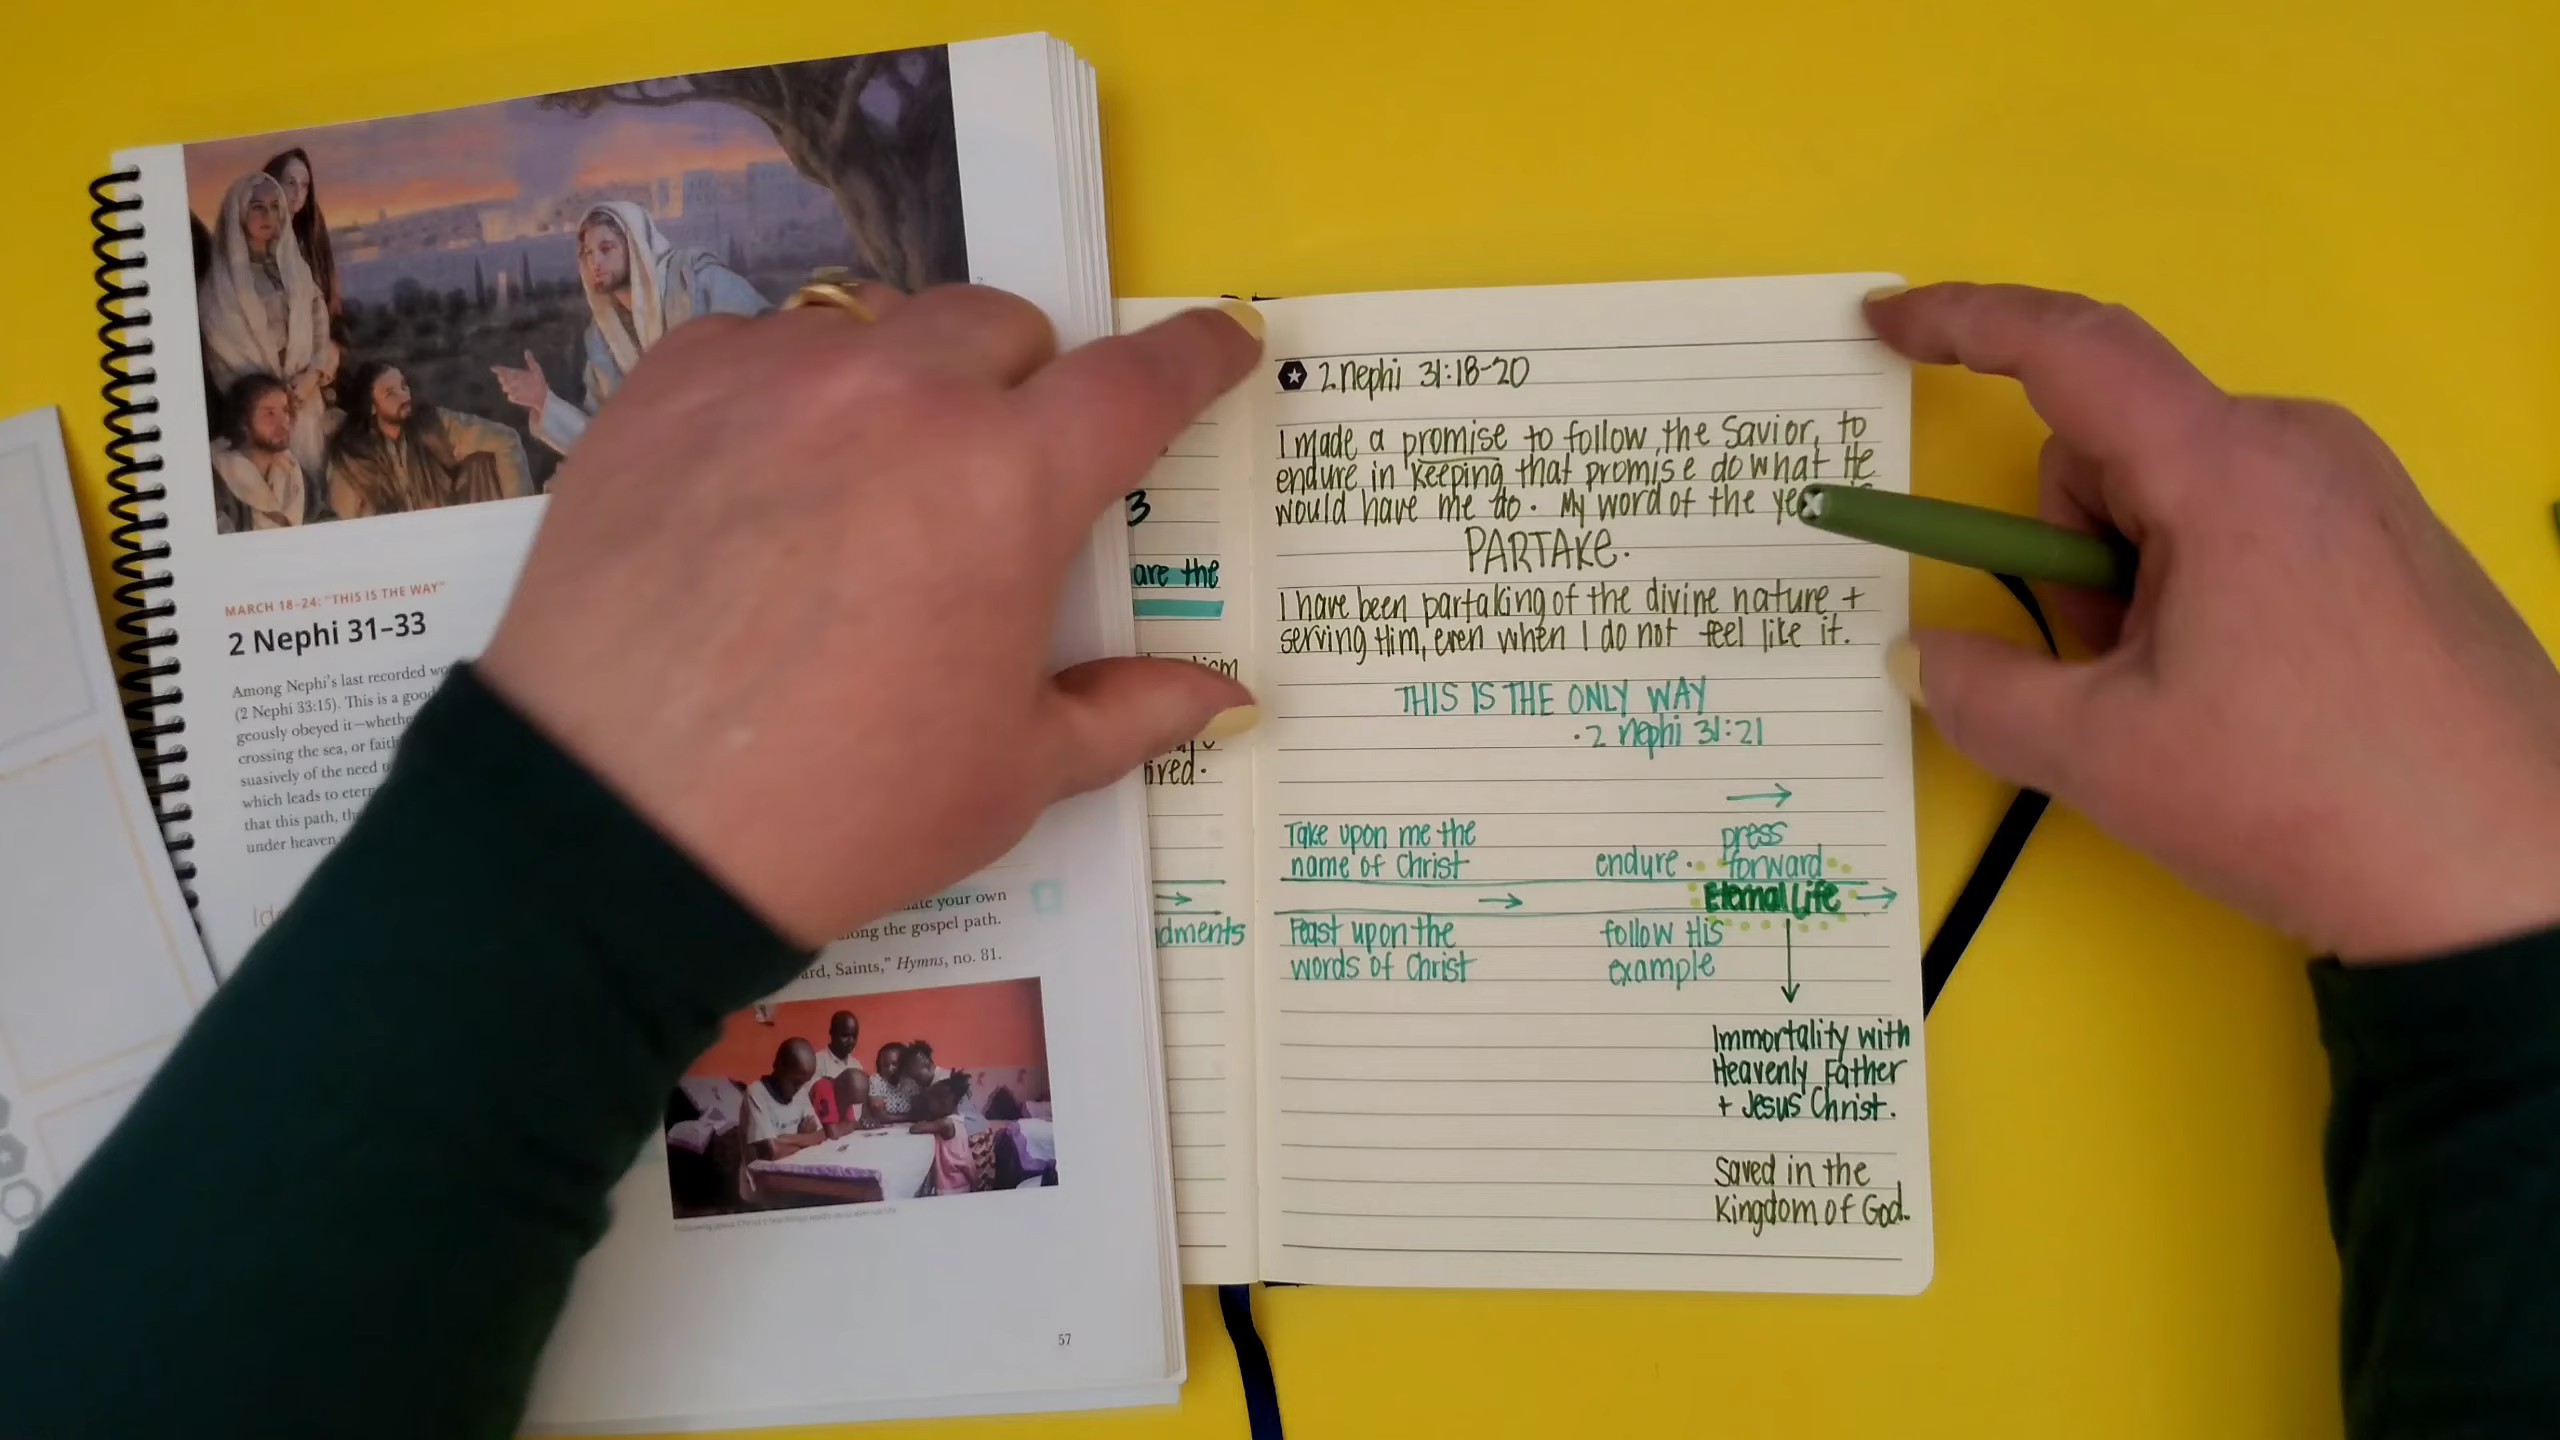 MARCH 18–24: “THIS IS THE WAY”
2 Nephi 31–33
Among Nephi’s last recorded
(2 Nephi 33:15). This is a good
geously obeyed it—whethe
crossing the sea, or faith
suasively of the need
which leads to eter
that this path, th
under heaven
Id
ate your own
long the gospel path.
ard, Saints,” Hymns, no. 81.
57
3
are the
ired.
dments
2 Nephi 31:18-20
I made a promise to follow the Savior, to
endure in keeping that promise do what He
would have me do. My word of the
PARTAKE.
I have been partaking of the divine nature +
serving Him, even when I do not feel like it.
THIS IS THE ONLY WAY
· 2 Nephi 31:21
Take upon me the
name of Christ
endure · press
forward
Eternal Life
Feast upon the
words of Christ
follow His
example
Immortality with
Heavenly Father
+ Jesus Christ.
Saved in the
Kingdom of God.